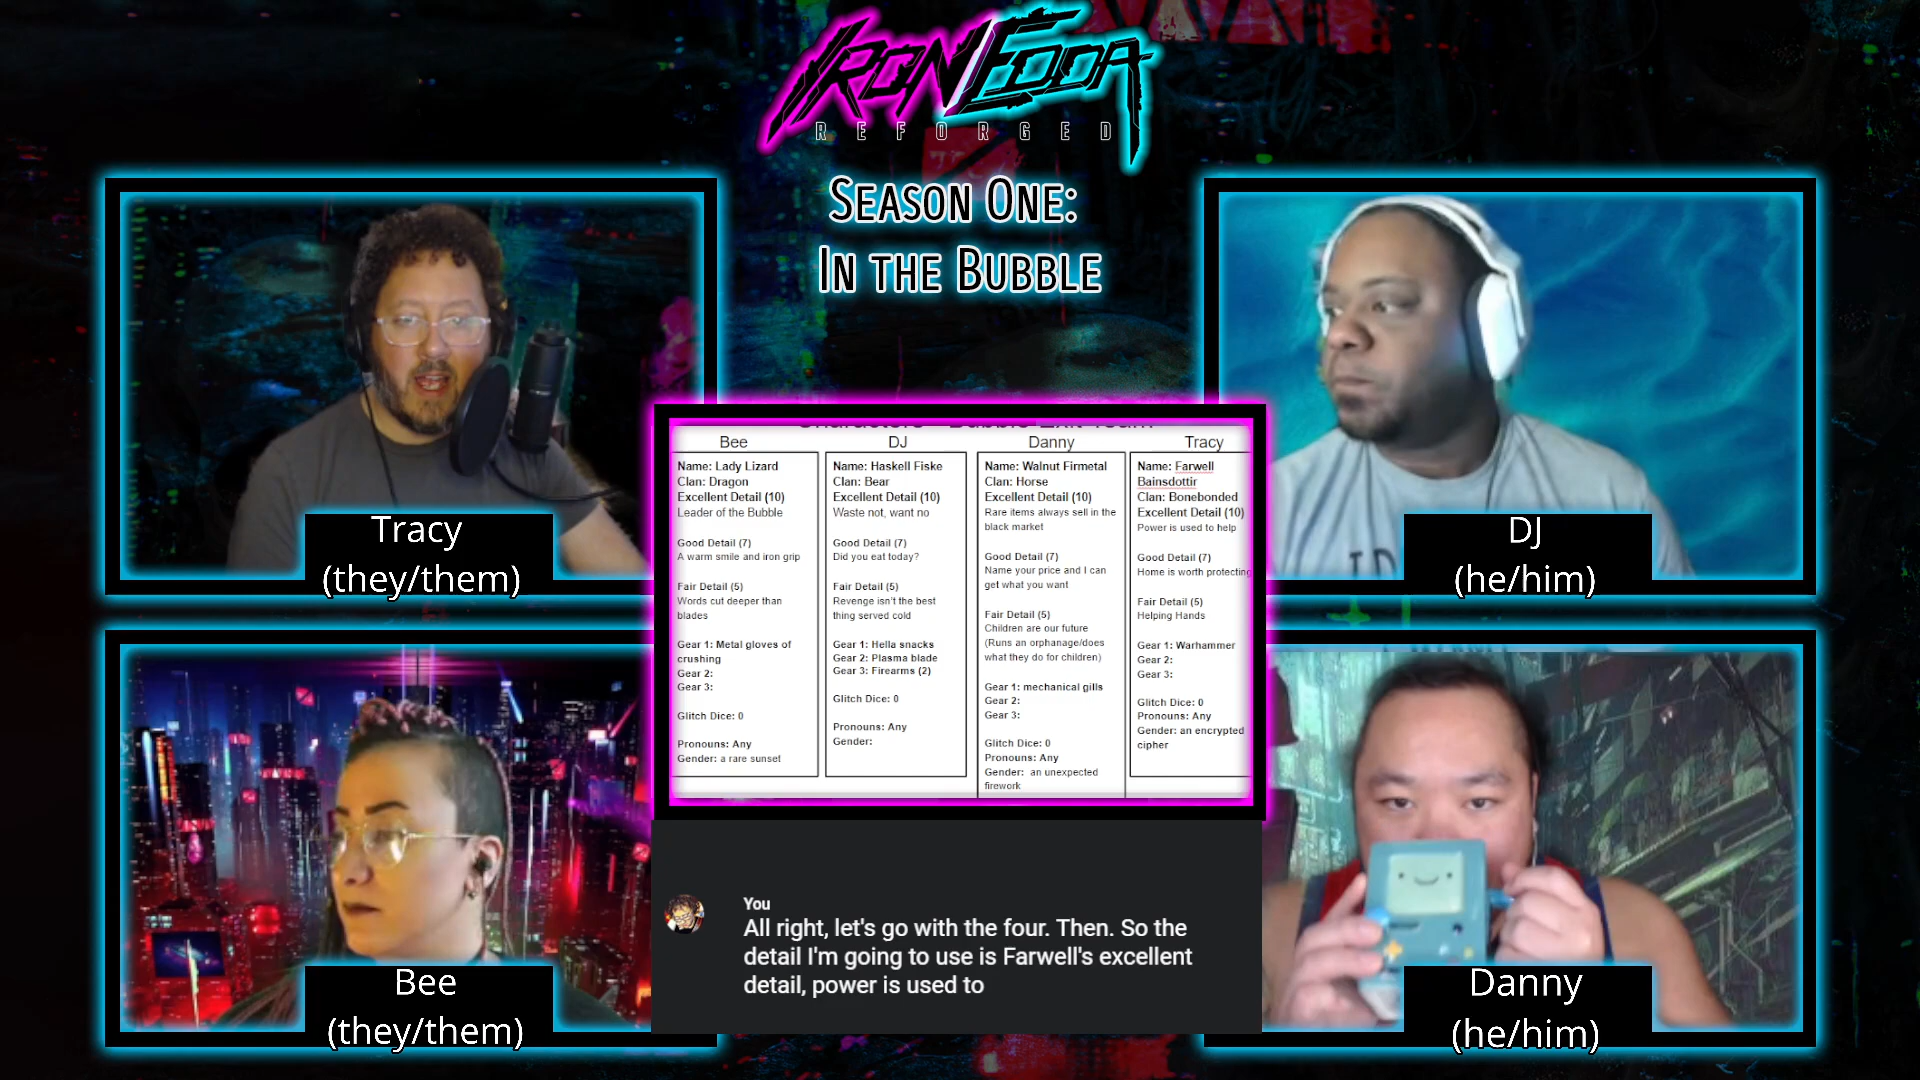 IRON EDDA
REFORGED
SEASON ONE:
IN THE BUBBLE
Tracy
(they/them)
DJ
(he/him)
Bee
DJ
Danny
Tracy
Name: Lady Lizard
Clan: Dragon
Excellent Detail (10)
Leader of the Bubble
Good Detail (7)
A warm smile and iron grip
Fair Detail (5)
Words cut deeper than
blades
Gear 1: Metal gloves of
crushing
Gear 2:
Gear 3:
Glitch Dice: 0
Pronouns: Any
Gender: a rare sunset
Name: Haskell Fiske
Clan: Bear
Excellent Detail (10)
Waste not, want no
Good Detail (7)
Did you eat today?
Fair Detail (5)
Revenge isn't the best
thing served cold
Gear 1: Hella snacks
Gear 2: Plasma blade
Gear 3: Firearms (2)
Glitch Dice: 0
Pronouns: Any
Gender:
Name: Walnut Firmetal
Clan: Horse
Excellent Detail (10)
Rare items always sell in the
black market
Good Detail (7)
Name your price and I can
get what you want
Fair Detail (5)
Children are our future
(Runs an orphanage/does
what they do for children)
Gear 1: mechanical gills
Gear 2:
Gear 3:
Glitch Dice: 0
Pronouns: Any
Gender: an unexpected
firework
Name: Farwell
Bainsdottir
Clan: Bonebonded
Excellent Detail (10)
Power is used to help
Good Detail (7)
Home is worth protecting
Fair Detail (5)
Helping Hands
Gear 1: Warhammer
Gear 2:
Gear 3:
Glitch Dice: 0
Pronouns: Any
Gender: an encrypted
cipher
You
All right, let's go with the four. Then. So the
detail I'm going to use is Farwell's excellent
detail, power is used to
Bee
(they/them)
Danny
(he/him)